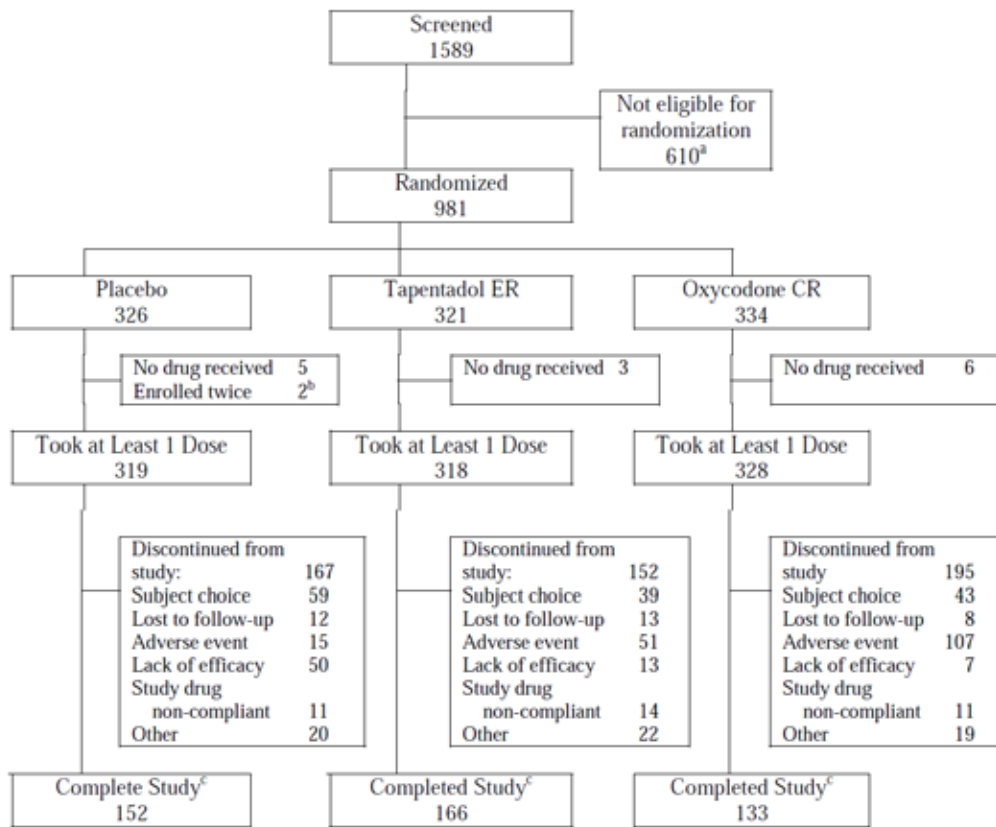 Screened
1589
Not eligible for
randomization
610a
Randomized
981
Placebo
326
Tapentadol ER
321
Oxycodone CR
334
No drug received 5
Enrolled twice 2b
No drug received 3
No drug received 6
Took at Least 1 Dose
319
Took at Least 1 Dose
318
Took at Least 1 Dose
328
Discontinued from
study: 167
Subject choice 59
Lost to follow-up 12
Adverse event 15
Lack of efficacy 50
Study drug
non-compliant 11
Other 20
Discontinued from
study: 152
Subject choice 39
Lost to follow-up 13
Adverse event 51
Lack of efficacy 13
Study drug
non-compliant 14
Other 22
Discontinued from
study 195
Subject choice 43
Lost to follow-up 8
Adverse event 107
Lack of efficacy 7
Study drug
non-compliant 11
Other 19
Complete Studyc
152
Completed Studyc
166
Completed Studyc
133